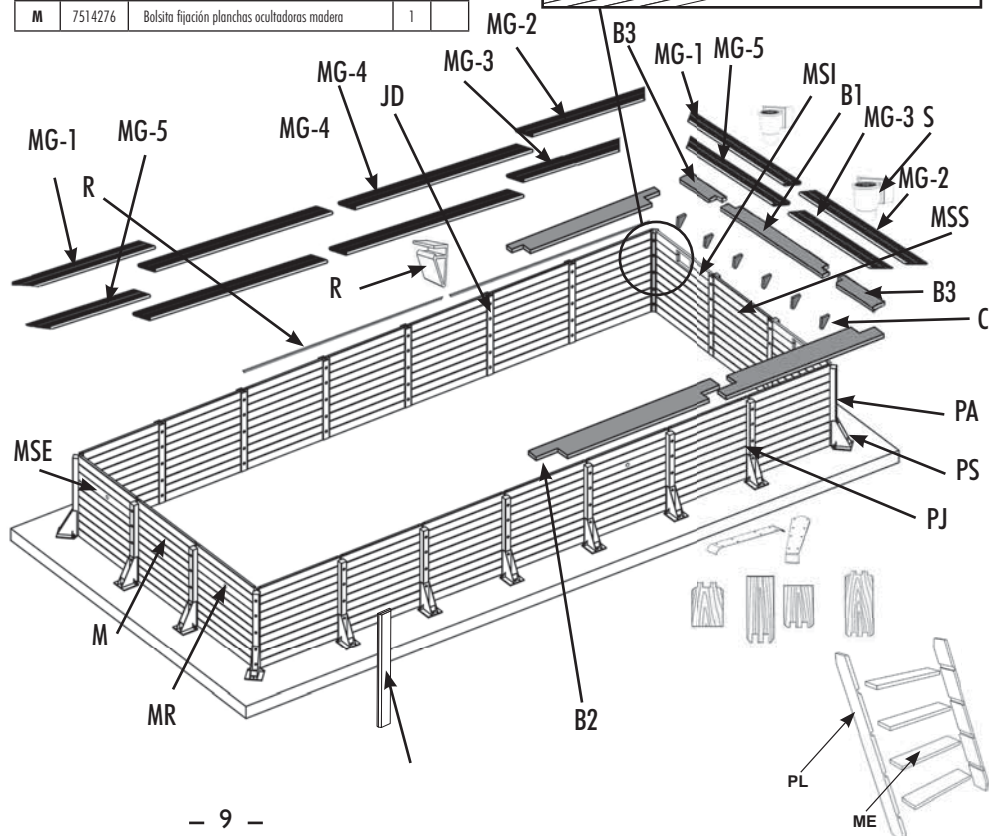 M 7514276 Bolsita fijación planchas ocultadoras madera 1
MG-2
B3
MG-4
MG-3
MG-1
MG-5
MSI
JD
B1
MG-4
MG-3 S
MG-1
MG-5
MG-2
R
MSS
R
B3
C
PA
MSE
PS
PJ
M
MR
B2
PL
ME
– 9 –